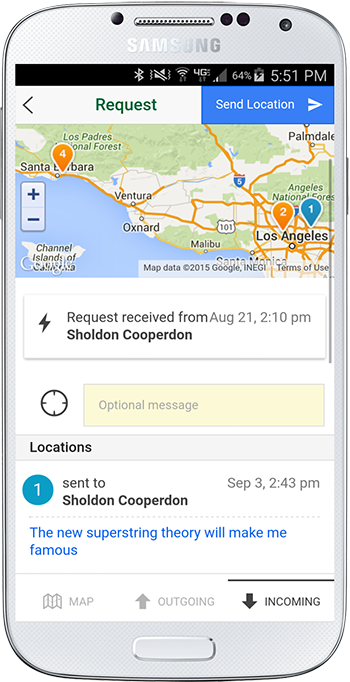 SAMSUNG
4G 64% 5:51 PM
Request
Send Location
Palmdale
Los Padres
National Forest
4
Santa Barbara
+
−
Ventura
Oxnard
5
Angeles
National
Forest
101
2
1
Malibu
Los Angeles
Santa Monica
Channel
Islands of
California
Google
Map data ©2015 Google, INEGI Terms of Use
Request received from Aug 21, 2:10 pm
Sholdon Cooperdon
Optional message
Locations
1 sent to Sep 3, 2:43 pm
Sholdon Cooperdon
The new superstring theory will make me
famous
MAP OUTGOING INCOMING